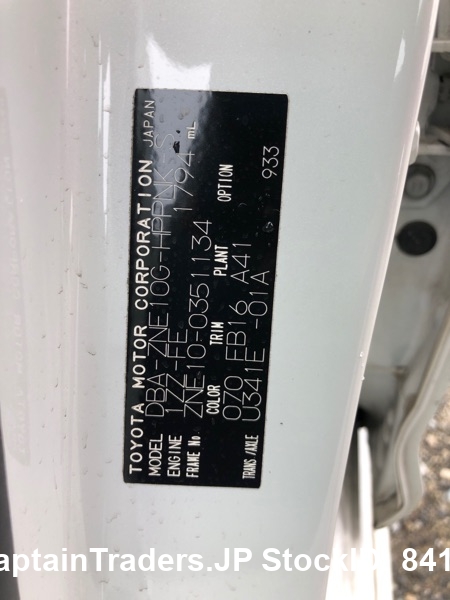 TOYOTA MOTOR CORPORATION JAPAN
MODEL DBA-ZNE10G-HPPNK S
ENGINE 1ZZ-FE 1794 mL
FRAME No. ZNE10-0351134
COLOR TRIM PLANT OPTION
070 FB16 A41 933
TRANS/AXLE U341E -01A
aptainTraders.JP StockID 841